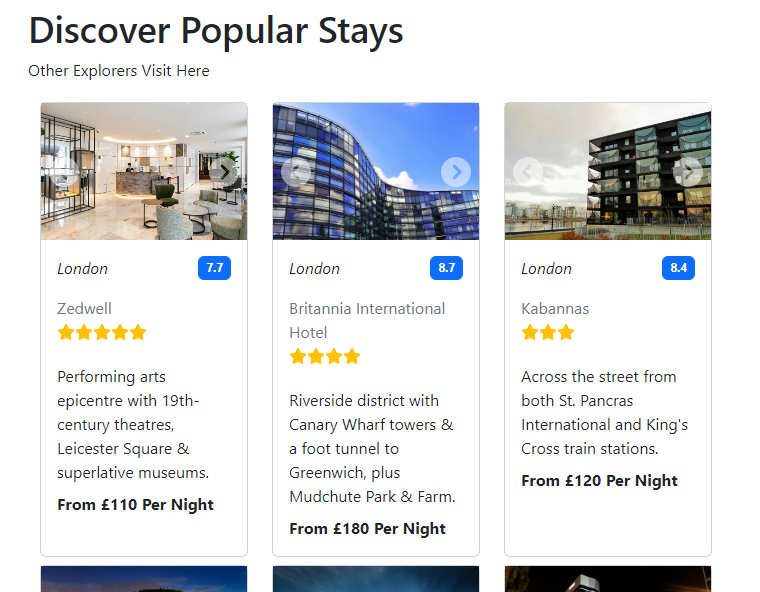 Discover Popular Stays
Other Explorers Visit Here
London 7.7
Zedwell
Performing arts
epicentre with 19th-
century theatres,
Leicester Square &
superlative museums.
From £110 Per Night
London 8.7
Britannia International
Hotel
Riverside district with
Canary Wharf towers &
a foot tunnel to
Greenwich, plus
Mudchute Park & Farm.
From £180 Per Night
London 8.4
Kabannas
Across the street from
both St. Pancras
International and King's
Cross train stations.
From £120 Per Night